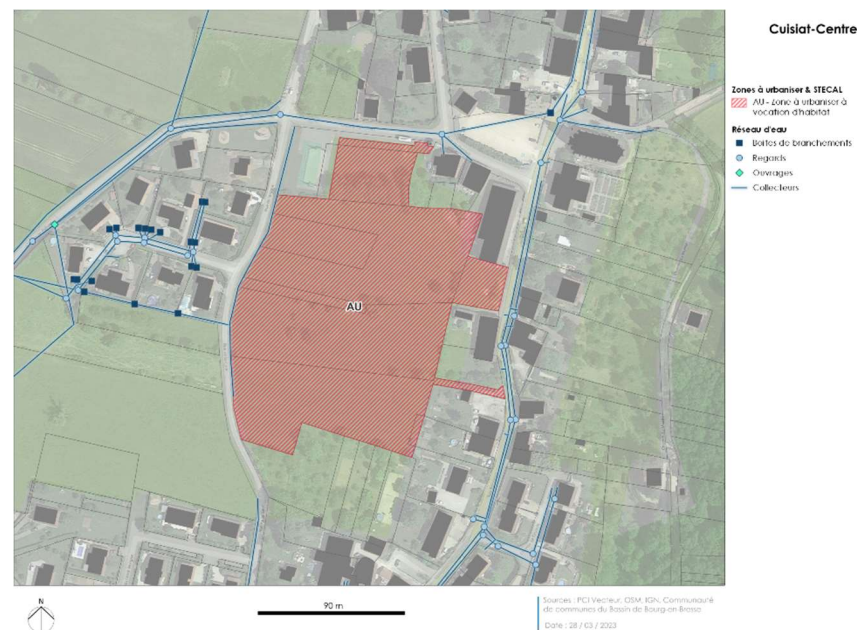 Cuisiat-Centre
Zones à urbaniser & STECAL
AU - Zone à urbaniser à
vocation d'habitat
Réseau d'eau
Boites de branchements
Regards
Ouvrages
Collecteurs
AU
N
90 m
Sources : PCI Vecteur, OSM, IGN, Communauté
de communes du Bassin de Bourg-en-Bresse
Date : 28 / 03 / 2023